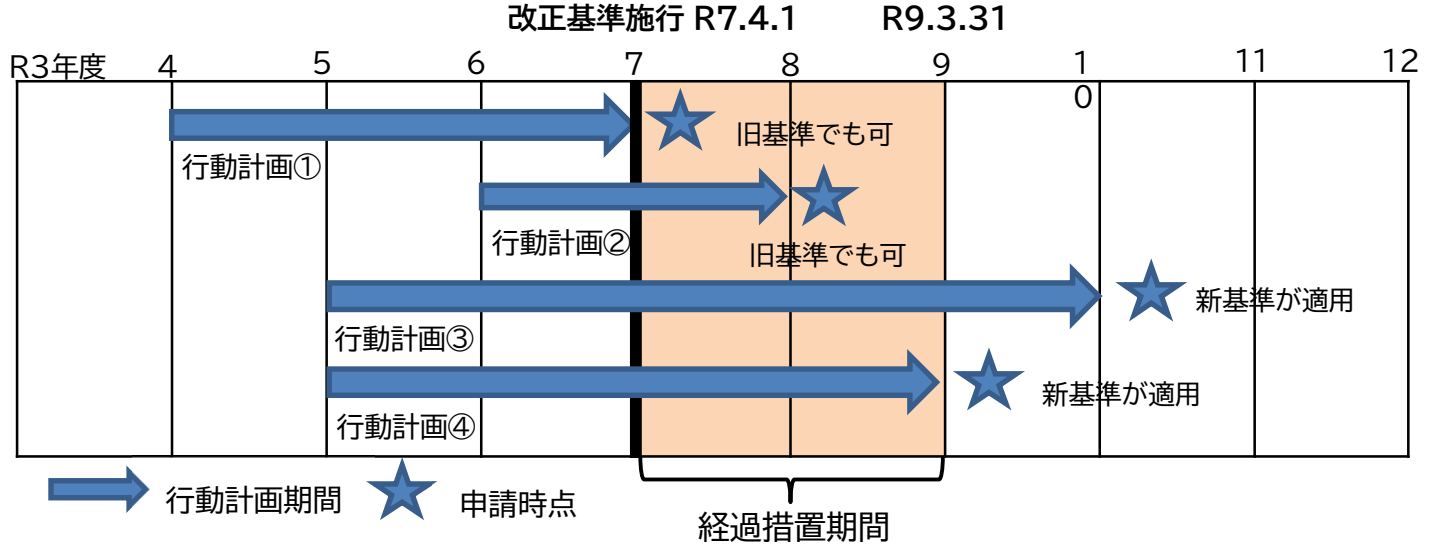 改正基準施行 R7.4.1 R9.3.31
R3年度 4 5 6 7 8 9 1 11 12
0
旧基準でも可
行動計画①
行動計画②
旧基準でも可
新基準が適用
行動計画③
新基準が適用
行動計画④
行動計画期間 申請時点
経過措置期間